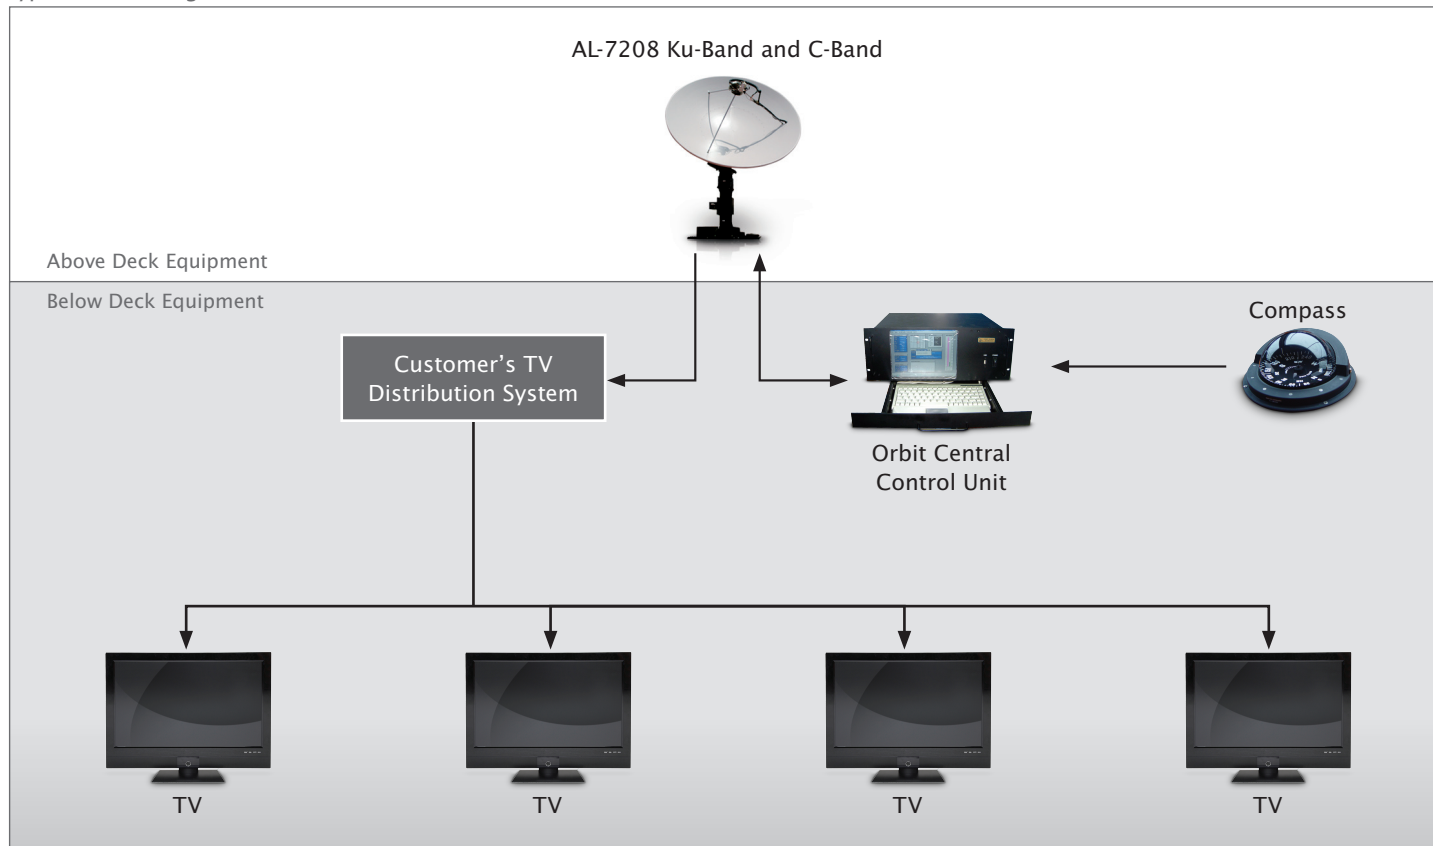 AL-7208 Ku-Band and C-Band
Above Deck Equipment
Below Deck Equipment
Compass
Customer’s TV
Distribution System
Orbit Central
Control Unit
TV
TV
TV
TV